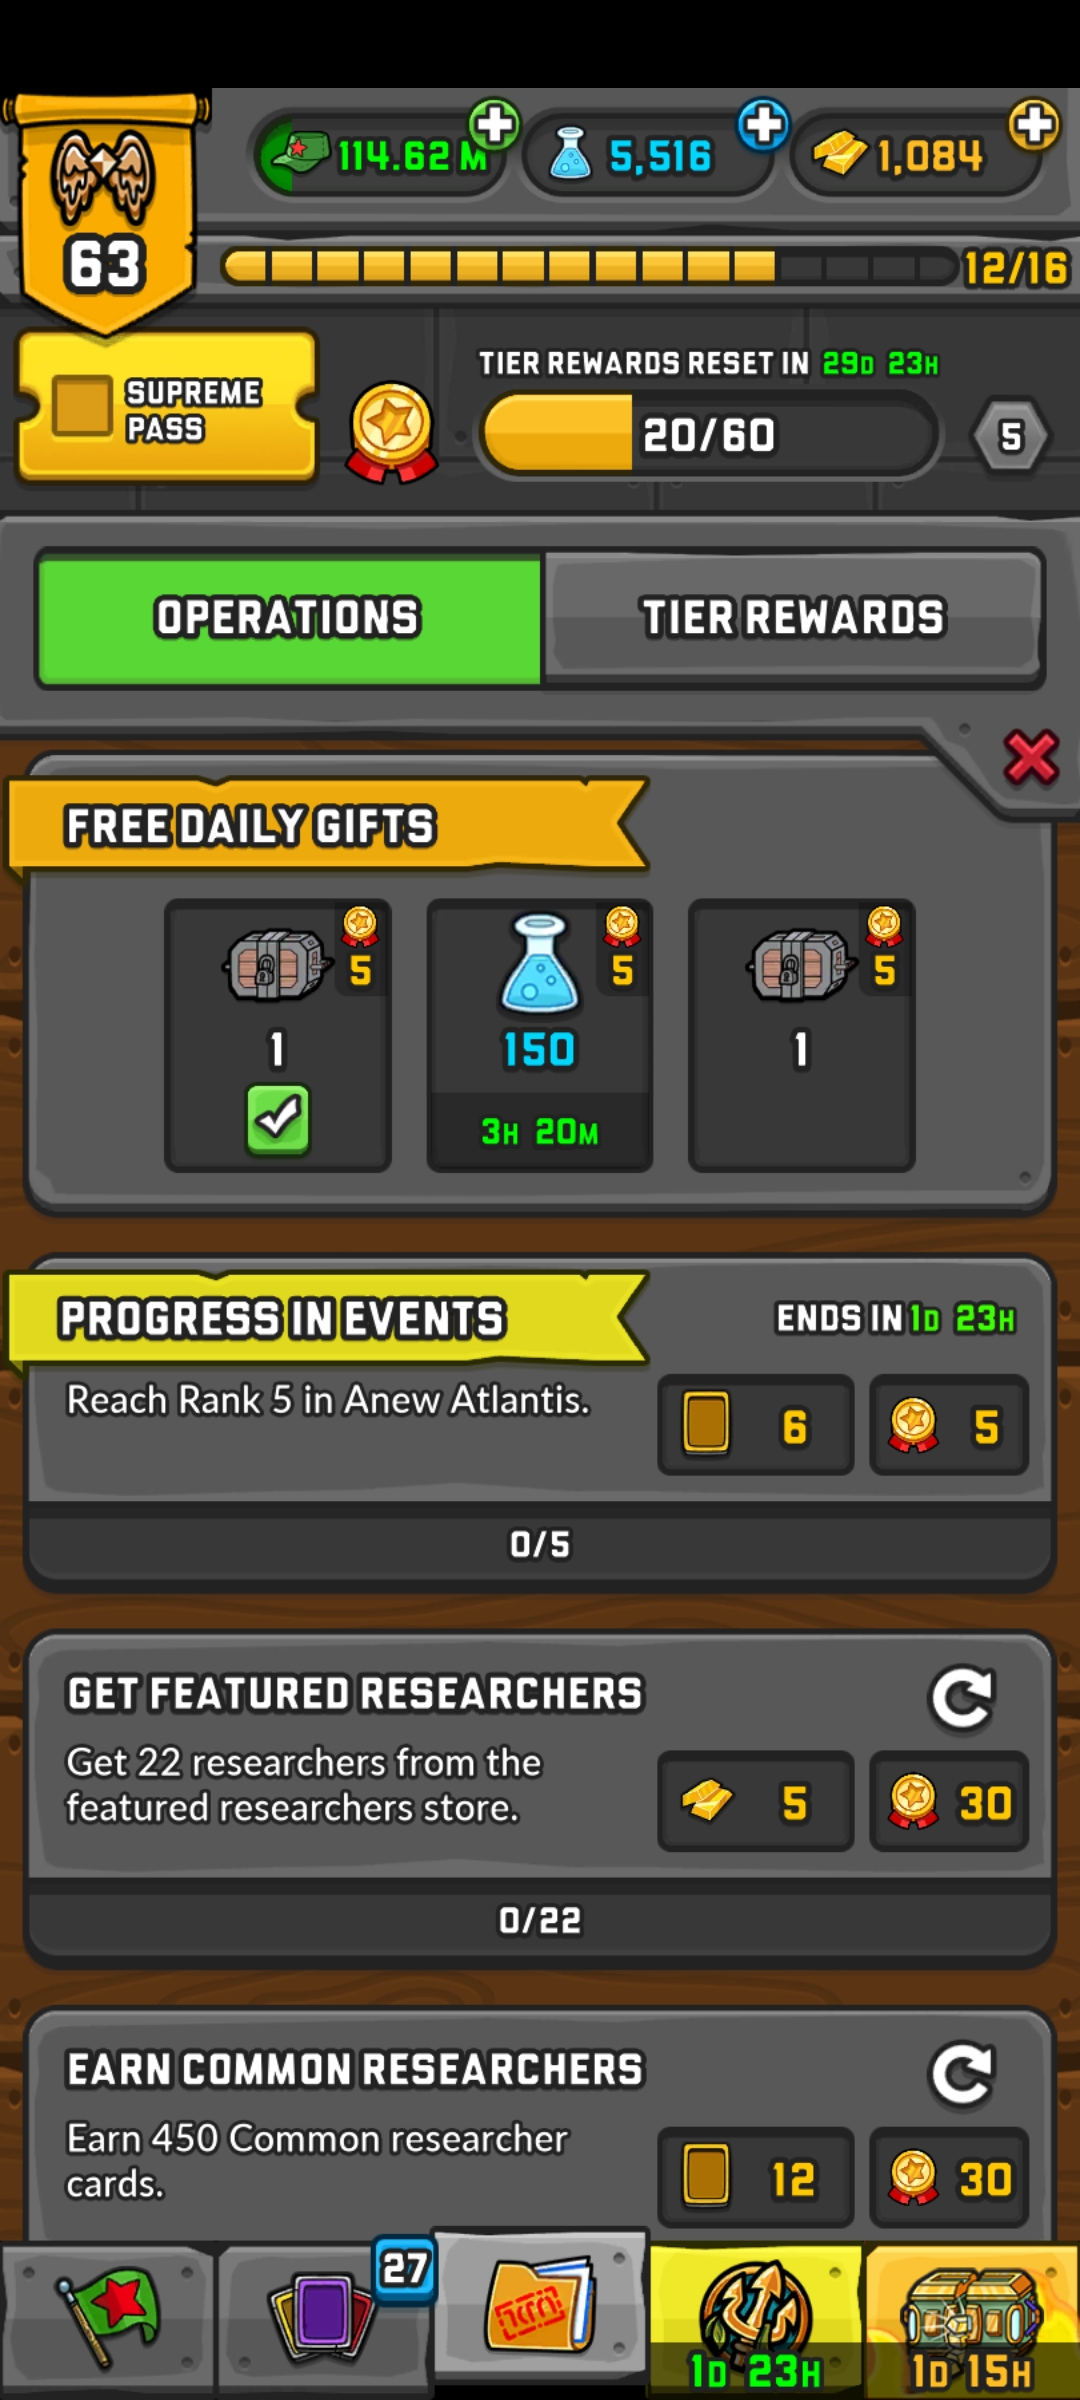 114.62 M
5,516
1,084
63
12/16
SUPREME
PASS
TIER REWARDS RESET IN 29D 23H
20/60
5
OPERATIONS
TIER REWARDS
FREE DAILY GIFTS
5
5
5
1
150
1
3H 20M
PROGRESS IN EVENTS
ENDS IN 1D 23H
Reach Rank 5 in Anew Atlantis.
6
5
0/5
GET FEATURED RESEARCHERS
Get 22 researchers from the
featured researchers store.
5
30
0/22
EARN COMMON RESEARCHERS
Earn 450 Common researcher
cards.
12
30
27
1D 23H
1D 15H